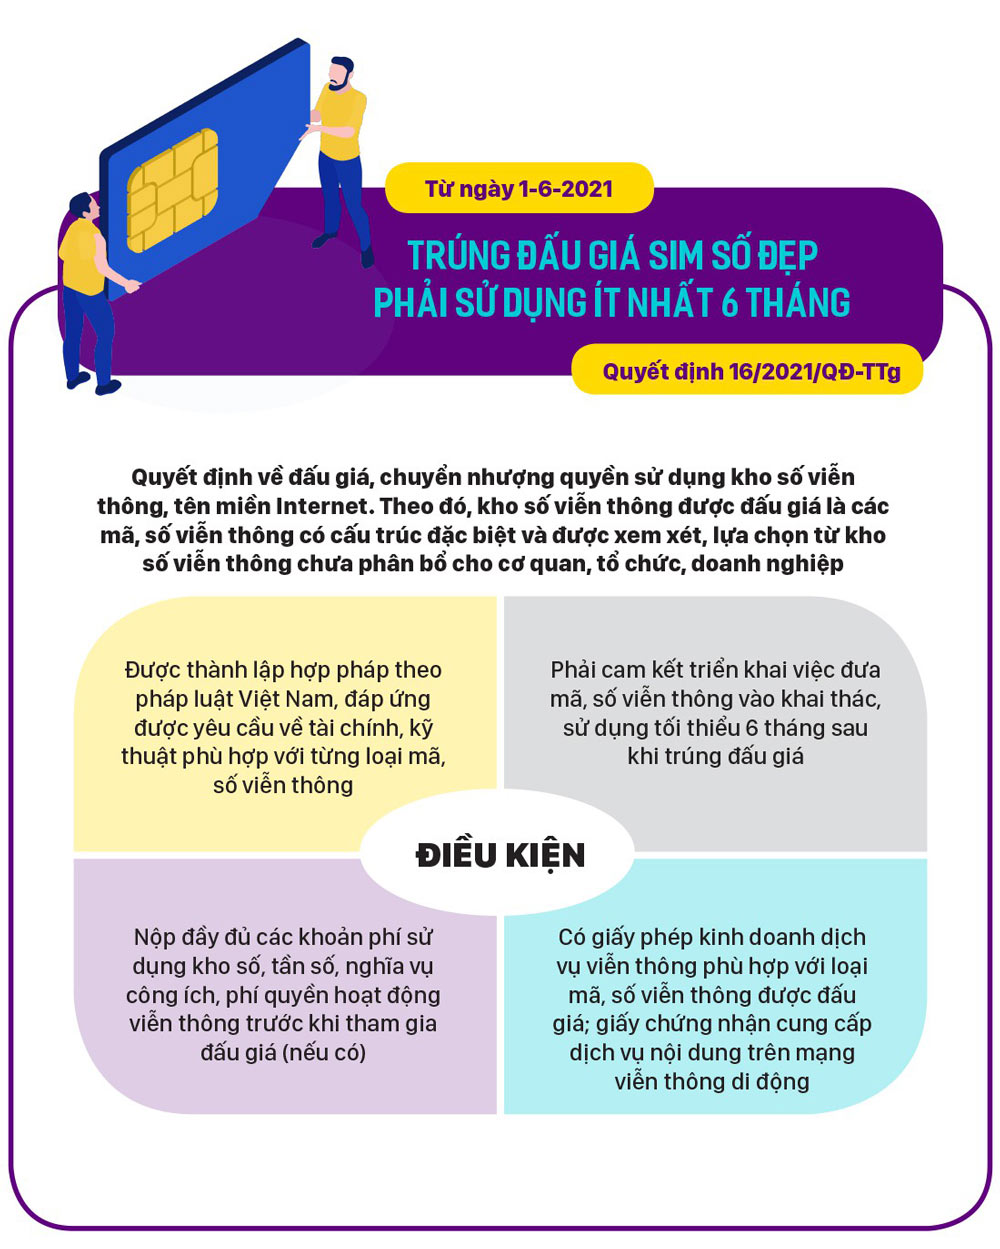 Từ ngày 1-6-2021
TRÚNG ĐẤU GIÁ SIM SỐ ĐẸP
PHẢI SỬ DỤNG ÍT NHẤT 6 THÁNG
Quyết định 16/2021/QĐ-TTg
Quyết định về đấu giá, chuyển nhượng quyền sử dụng kho số viễn
thông, tên miền Internet. Theo đó, kho số viễn thông được đấu giá là các
mã, số viễn thông có cấu trúc đặc biệt và được xem xét, lựa chọn từ kho
số viễn thông chưa phân bổ cho cơ quan, tổ chức, doanh nghiệp
Được thành lập hợp pháp theo
pháp luật Việt Nam, đáp ứng
được yêu cầu về tài chính, kỹ
thuật phù hợp với từng loại mã,
số viễn thông
Phải cam kết triển khai việc đưa
mã, số viễn thông vào khai thác,
sử dụng tối thiểu 6 tháng sau
khi trúng đấu giá
ĐIỀU KIỆN
Nộp đầy đủ các khoản phí sử
dụng kho số, tần số, nghĩa vụ
công ích, phí quyền hoạt động
viễn thông trước khi tham gia
đấu giá (nếu có)
Có giấy phép kinh doanh dịch
vụ viễn thông phù hợp với loại
mã, số viễn thông được đấu
giá; giấy chứng nhận cung cấp
dịch vụ nội dung trên mạng
viễn thông di động